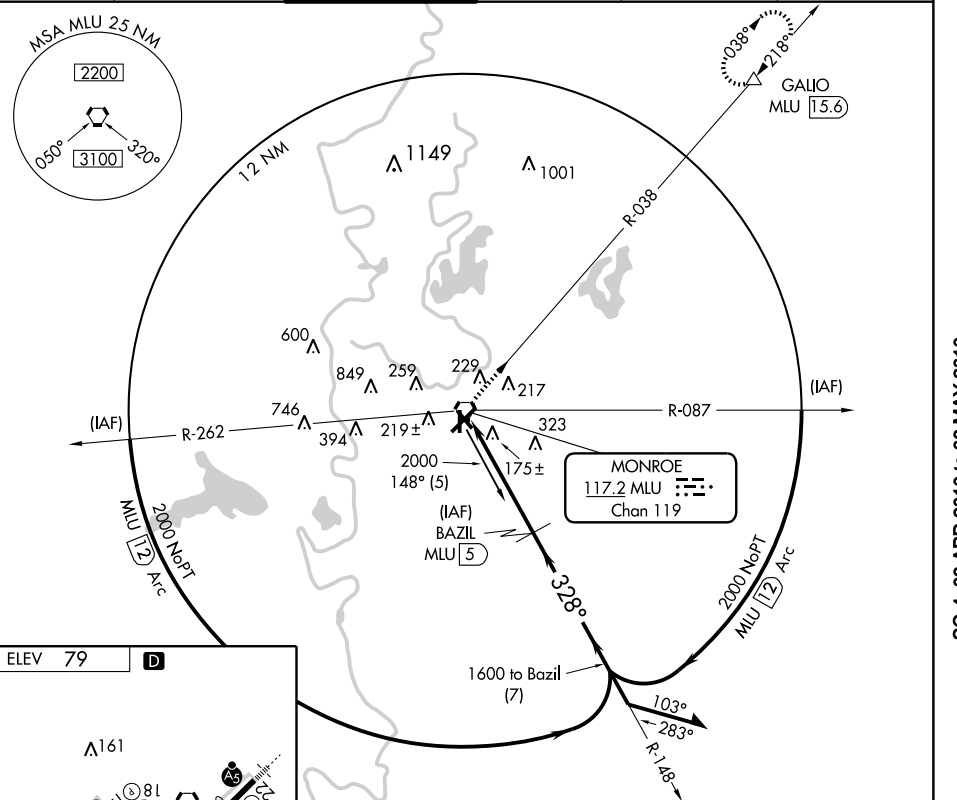 MSA MLU 25 NM
2200
050°
320°
3100
038°
218°
GALIO
MLU 15.6
12 NM
1149
1001
R-038
600
849
259
229
217
(IAF)
746
R-262
394
219±
R-087
(IAF)
323
175±
2000
148° (5)
MONROE
117.2 MLU
Chan 119
(IAF)
BAZIL
MLU 5
2000 NoPT
MLU 12 Arc
328°
2000 NoPT
MLU 12 Arc
1600 to Bazil
(7)
103°
283°
R-148
ELEV 79
D
161
A5
18
22